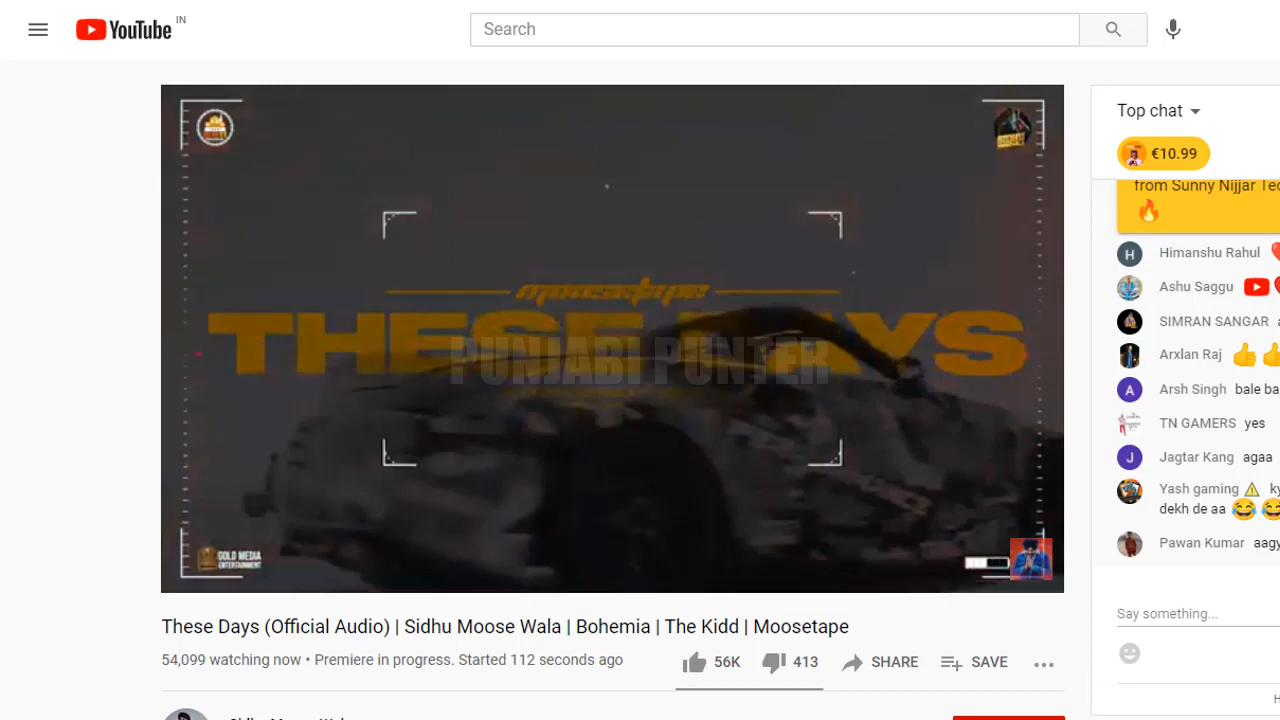 YouTube IN
Search
moosetape
THESE DAYS
PUNJABI PUNTER
GOLD MEDIA
ENTERTAINMENT
These Days (Official Audio) | Sidhu Moose Wala | Bohemia | The Kidd | Moosetape
54,099 watching now • Premiere in progress. Started 112 seconds ago
56K
413
SHARE
SAVE
Top chat
€10.99
from Sunny Nijjar
Himanshu Rahul
Ashu Saggu
SIMRAN SANGAR
Arxlan Raj
Arsh Singh bale ba
TN GAMERS yes
Jagtar Kang agaa
Yash gaming ky
dekh de aa
Pawan Kumar aagy
Say something...